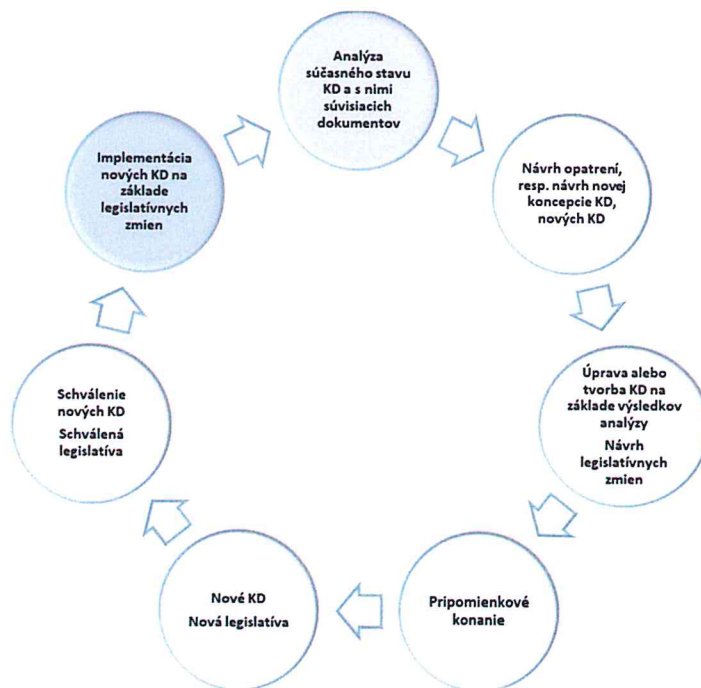 Analýza
súčasného stavu
KD a s nimi
súvisiacich
dokumentov
Návrh opatrení,
resp. návrh novej
koncepcie KD,
nových KD
Úprava alebo
tvorba KD na
základe výsledkov
analýzy
Návrh
legislatívnych
zmien
Pripomienkové
konanie
Nové KD
Nová legislatíva
Schválenie
nových KD
Schválená
legislatíva
Implementácia
nových KD na
základe
legislatívnych
zmien